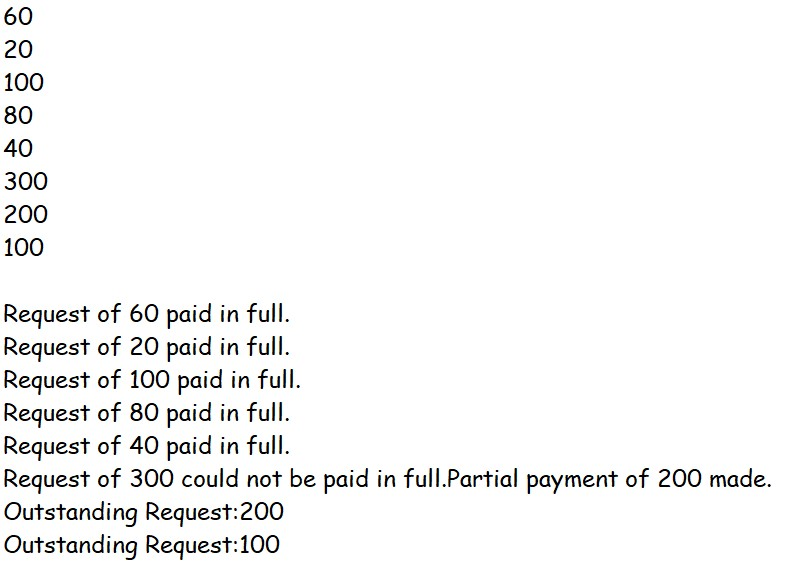 60
20
100
80
40
300
200
100
Request of 60 paid in full.
Request of 20 paid in full.
Request of 100 paid in full.
Request of 80 paid in full.
Request of 40 paid in full.
Request of 300 could not be paid in full.Partial payment of 200 made.
Outstanding Request:200
Outstanding Request:100